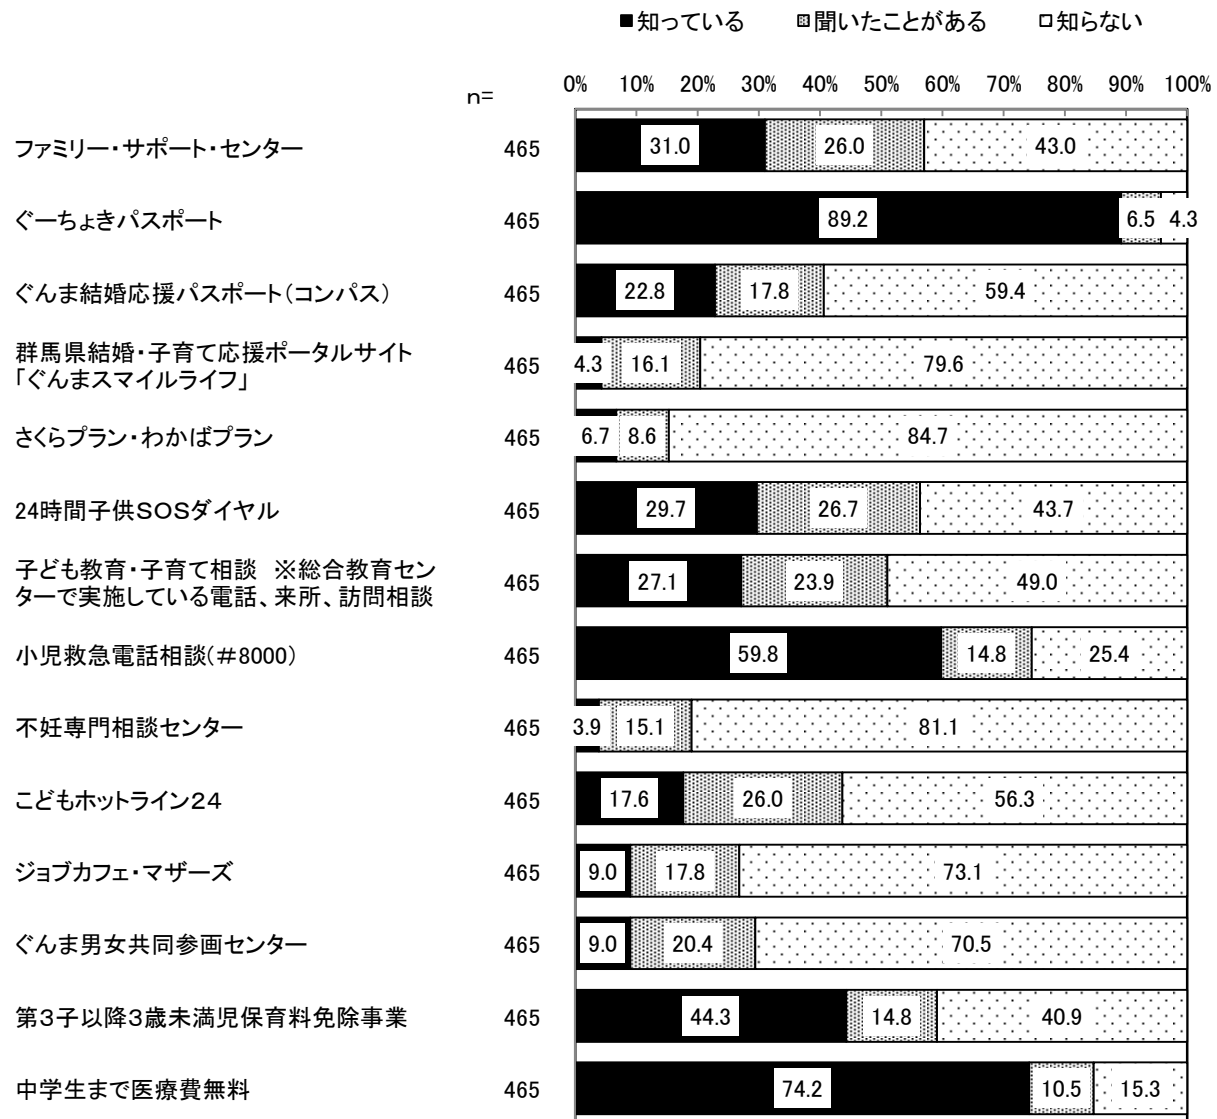 ■知っている ▩聞いたことがある □知らない
n= 0% 10% 20% 30% 40% 50% 60% 70% 80% 90% 100%
ファミリー・サポート・センター 465 31.0 26.0 43.0
ぐーちょきパスポート 465 89.2 6.5 4.3
ぐんま結婚応援パスポート（コンパス） 465 22.8 17.8 59.4
群馬県結婚・子育て応援ポータルサイト
「ぐんまスマイルライフ」 465 4.3 16.1 79.6
さくらプラン・わかばプラン 465 6.7 8.6 84.7
24時間子供SOSダイヤル 465 29.7 26.7 43.7
子ども教育・子育て相談　※総合教育セン
ターで実施している電話、来所、訪問相談 465 27.1 23.9 49.0
小児救急電話相談(＃8000) 465 59.8 14.8 25.4
不妊専門相談センター 465 3.9 15.1 81.1
こどもホットライン２４ 465 17.6 26.0 56.3
ジョブカフェ・マザーズ 465 9.0 17.8 73.1
ぐんま男女共同参画センター 465 9.0 20.4 70.5
第３子以降３歳未満児保育料免除事業 465 44.3 14.8 40.9
中学生まで医療費無料 465 74.2 10.5 15.3